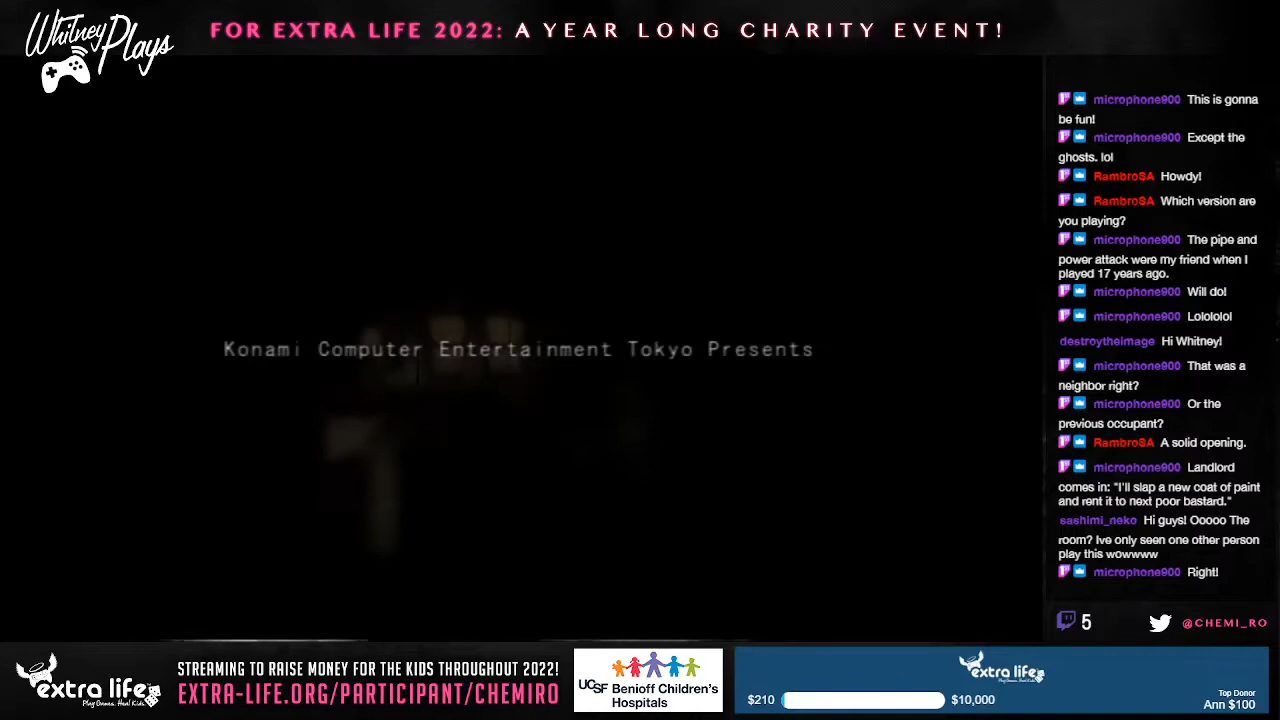 Whitney Plays
FOR EXTRA LIFE 2022: A YEAR LONG CHARITY EVENT!
Konami Computer Entertainment Tokyo Presents
microphone900 This is gonna
be fun!
microphone900 Except the
ghosts. lol
RambroSA Howdy!
RambroSA Which version are
you playing?
microphone900 The pipe and
power attack were my friend when I
played 17 years ago.
microphone900 Will do!
microphone900 Lolololol
destroytheimage Hi Whitney!
microphone900 That was a
neighbor right?
microphone900 Or the
previous occupant?
RambroSA A solid opening.
microphone900 Landlord
comes in: "I'll slap a new coat of paint
and rent it to next poor bastard."
sashimi_neko Hi guys! Ooooo The
room? Ive only seen one other person
play this wowwww
microphone900 Right!
5
@CHEMI_RO
extra life
Play Games. Heal Kids.
STREAMING TO RAISE MONEY FOR THE KIDS THROUGHOUT 2022!
EXTRA-LIFE.ORG/PARTICIPANT/CHEMIRO
UCSF Benioff Children's
Hospitals
extra life
$210
$10,000
Top Donor
Ann $100